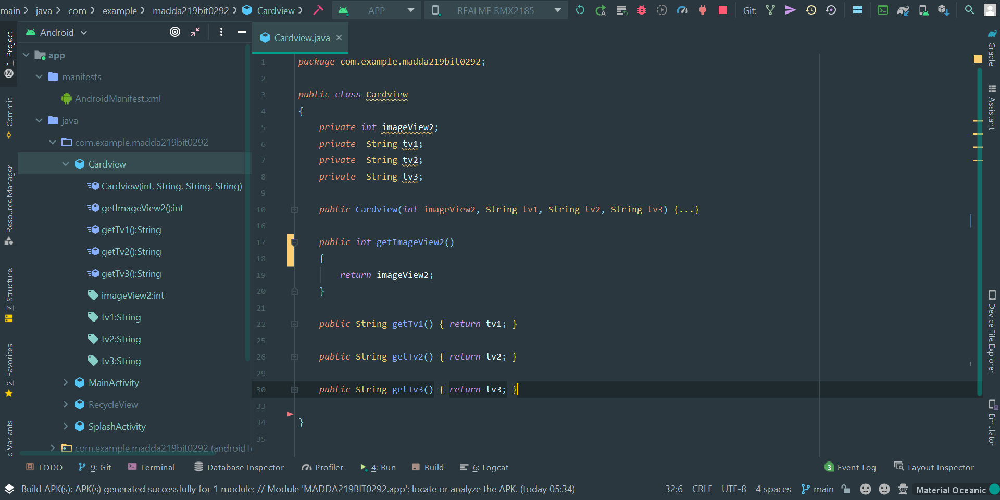 main java com example madda219bit0292 Cardview APP REALME RMX2185 Git:
1: Project
Commit
Resource Manager
7: Structure
2: Favorites
d Variants
Android
app
manifests
AndroidManifest.xml
java
com.example.madda219bit0292
Cardview
Cardview(int, String, String, String)
getImageView2():int
getTv1():String
getTv2():String
getTv3():String
imageView2:int
tv1:String
tv2:String
tv3:String
MainActivity
RecycleView
SplashActivity
com.example.madda219bit0292 (androidTe
Cardview.java
1 package com.example.madda219bit0292;
2
3 public class Cardview
4 {
5 private int imageView2;
6 private  String tv1;
7 private  String tv2;
8 private  String tv3;
9
10 public Cardview(int imageView2, String tv1, String tv2, String tv3) {...}
16
17 public int getImageView2()
18 {
19 return imageView2;
20 }
21
22 public String getTv1() { return tv1; }
25
26 public String getTv2() { return tv2; }
29
30 public String getTv3() { return tv3; }
33
34 }
35
Gradle
Assistant
Device File Explorer
Emulator
TODO 9: Git Terminal Database Inspector Profiler 4: Run Build 6: Logcat 3 Event Log Layout Inspector
Build APK(s): APK(s) generated successfully for 1 module: // Module 'MADDA219BIT0292.app': locate or analyze the APK. (today 05:34) 32:6 CRLF UTF-8 4 spaces main Material Oceanic